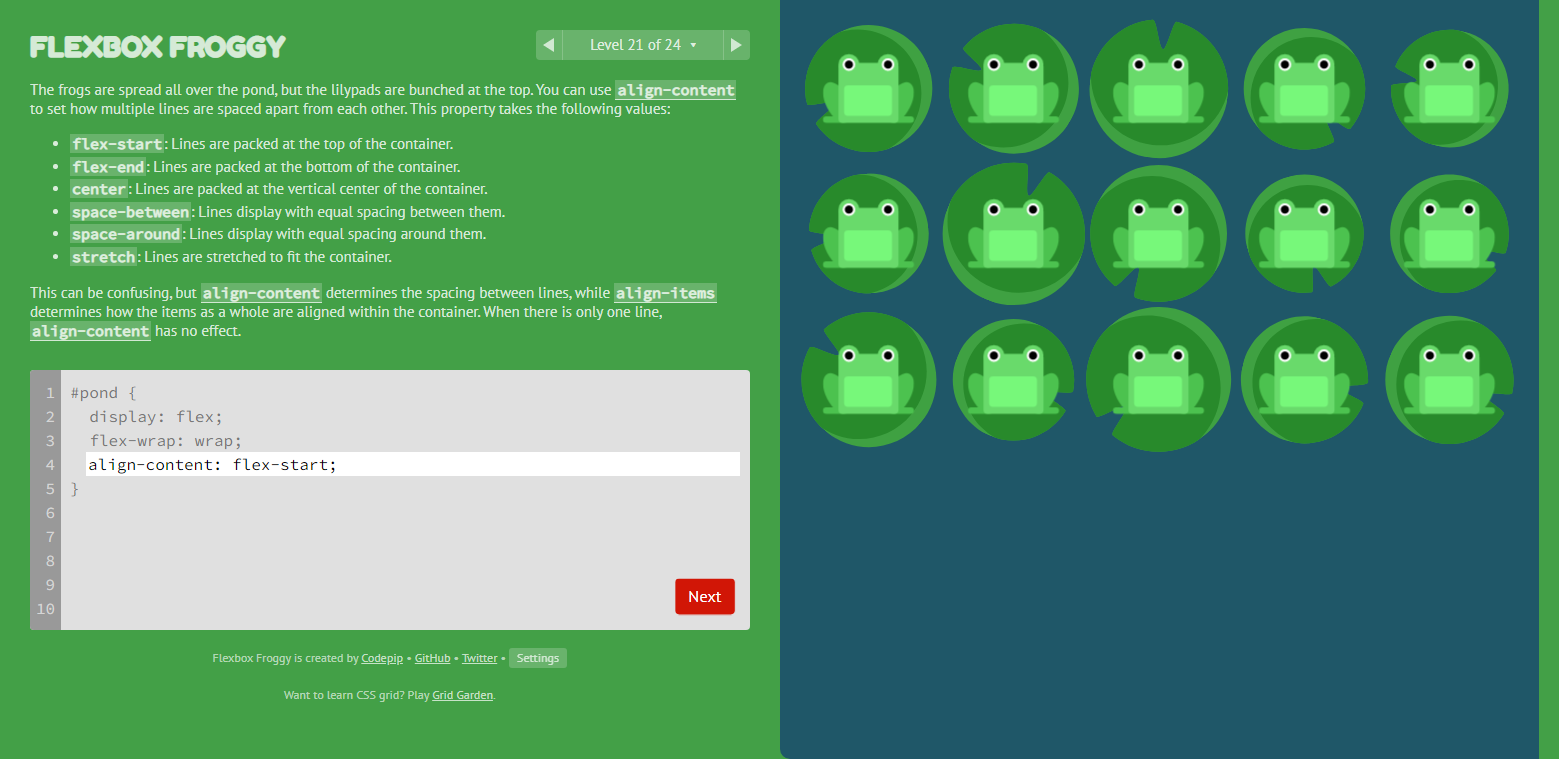 FLEXBOX FROGGY
Level 21 of 24
The frogs are spread all over the pond, but the lilypads are bunched at the top. You can use align-content
to set how multiple lines are spaced apart from each other. This property takes the following values:
flex-start: Lines are packed at the top of the container.
flex-end: Lines are packed at the bottom of the container.
center: Lines are packed at the vertical center of the container.
space-between: Lines display with equal spacing between them.
space-around: Lines display with equal spacing around them.
stretch: Lines are stretched to fit the container.
This can be confusing, but align-content determines the spacing between lines, while align-items
determines how the items as a whole are aligned within the container. When there is only one line,
align-content has no effect.
1 #pond {
2 display: flex;
3 flex-wrap: wrap;
4 align-content: flex-start;
5 }
6
7
8
9
10
Next
Flexbox Froggy is created by Codepip • GitHub • Twitter • Settings
Want to learn CSS grid? Play Grid Garden.